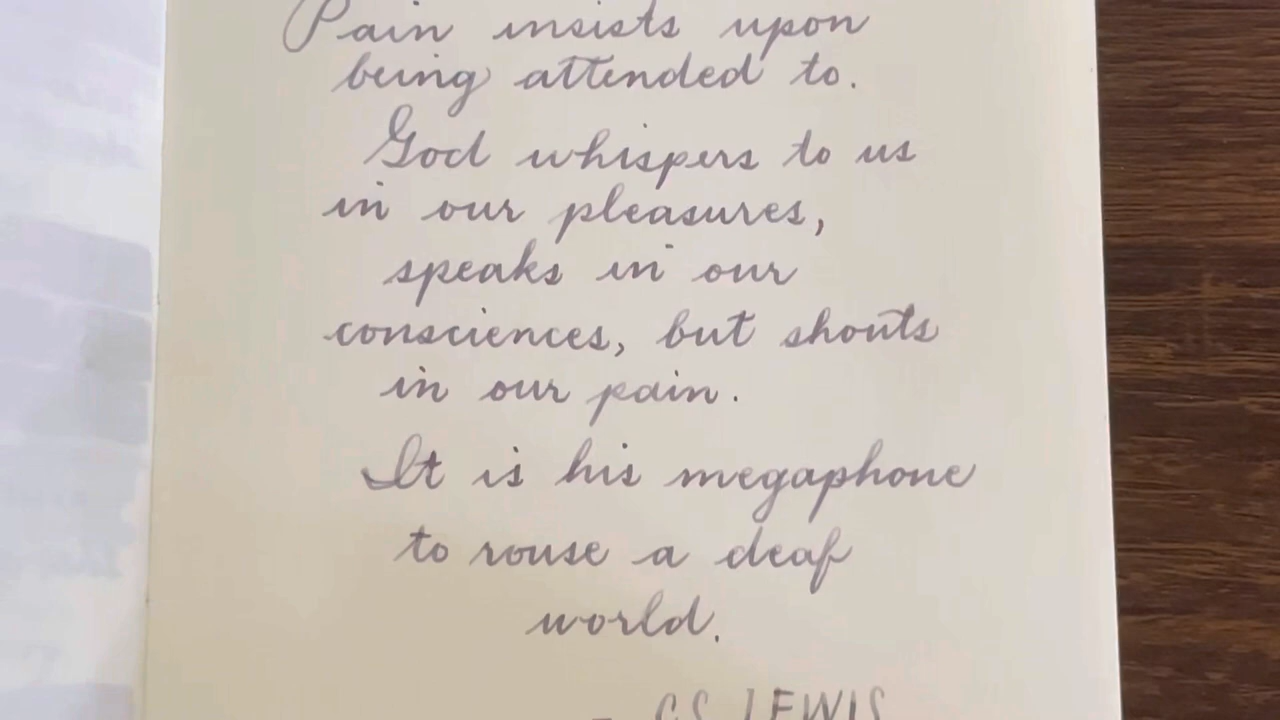 Pain insists upon
being attended to.
God whispers to us
in our pleasures,
speaks in our
consciences, but shouts
in our pain.
It is his megaphone
to rouse a deaf
world.
- CS LEWIS